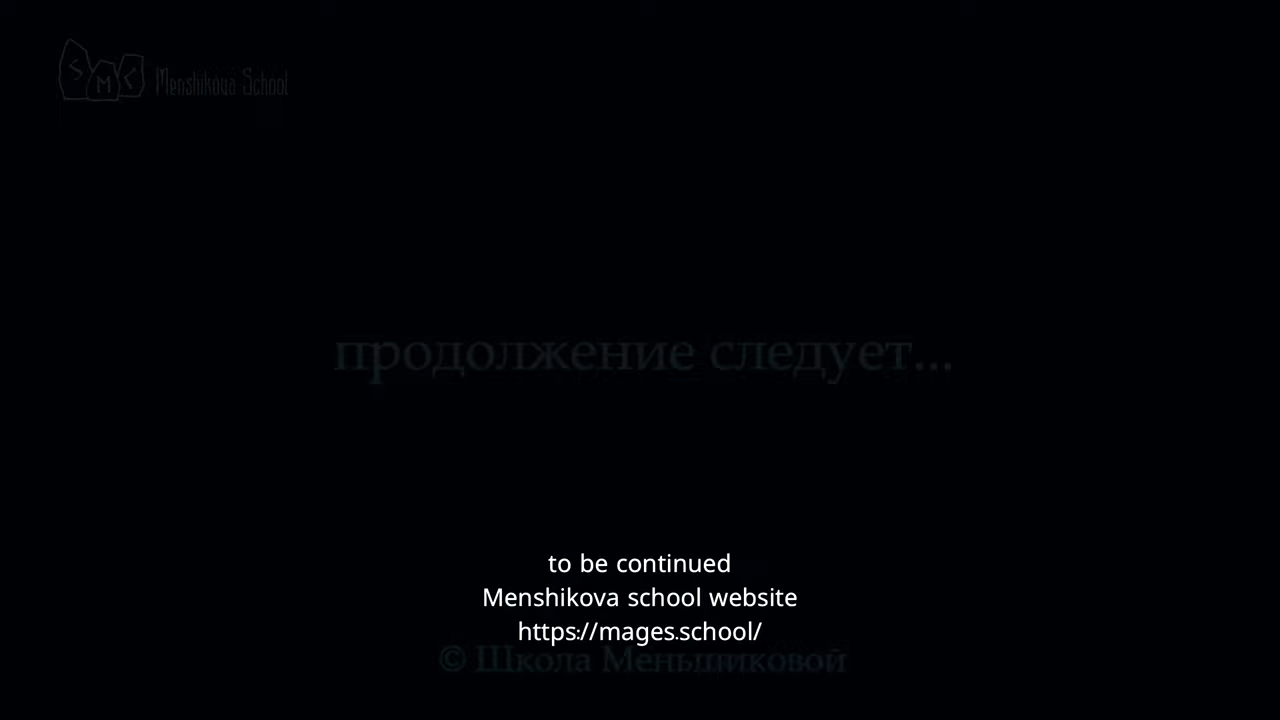 SMC Menshikova School
продолжение следует...
to be continued
Menshikova school website
https://mages.school/
© Школа Меньшиковой